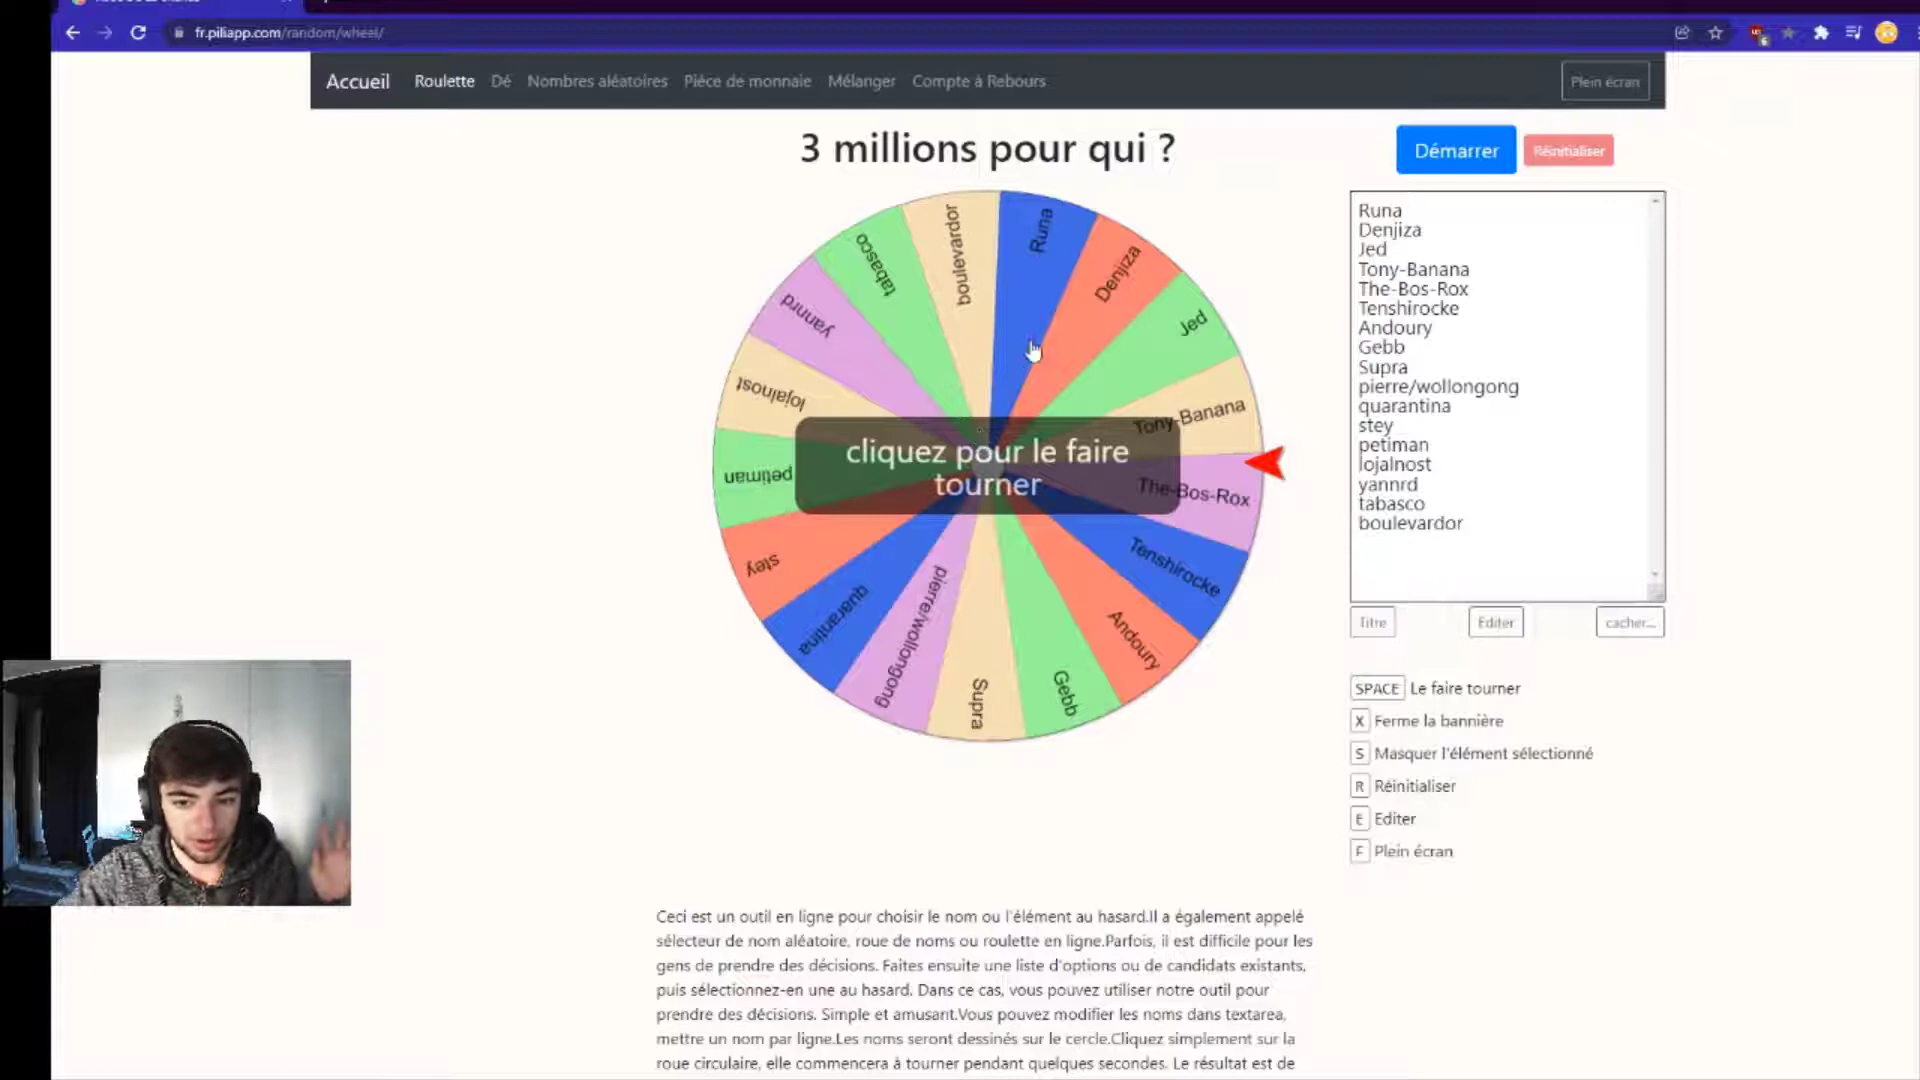 fr.piliapp.com/random/wheel/
Accueil Roulette Dé Nombres aléatoires Pièce de monnaie Mélanger Compte à Rebours Plein écran
3 millions pour qui ?
Démarrer Réinitialiser
Runa
Denjiza
Jed
Tony-Banana
The-Bos-Rox
Tenshirocke
Andoury
Gebb
Supra
pierre/wollongong
quarantina
stey
petiman
lojalnost
yannrd
tabasco
boulevardor
cliquez pour le faire
tourner
Runa
Denjiza
Jed
Tony-Banana
The-Bos-Rox
Tenshirocke
Andoury
Gebb
Supra
pierre/wollongong
quarantina
stey
petiman
lojalnost
yannrd
tabasco
boulevardor
Titre Editer cacher...
SPACE Le faire tourner
X Ferme la bannière
S Masquer l'élément sélectionné
R Réinitialiser
E Editer
F Plein écran
Ceci est un outil en ligne pour choisir le nom ou l'élément au hasard.Il a également appelé
sélecteur de nom aléatoire, roue de noms ou roulette en ligne.Parfois, il est difficile pour les
gens de prendre des décisions. Faites ensuite une liste d'options ou de candidats existants,
puis sélectionnez-en une au hasard. Dans ce cas, vous pouvez utiliser notre outil pour
prendre des décisions. Simple et amusant.Vous pouvez modifier les noms dans textarea,
mettre un nom par ligne.Les noms seront dessinés sur le cercle.Cliquez simplement sur la
roue circulaire, elle commencera à tourner pendant quelques secondes. Le résultat est de